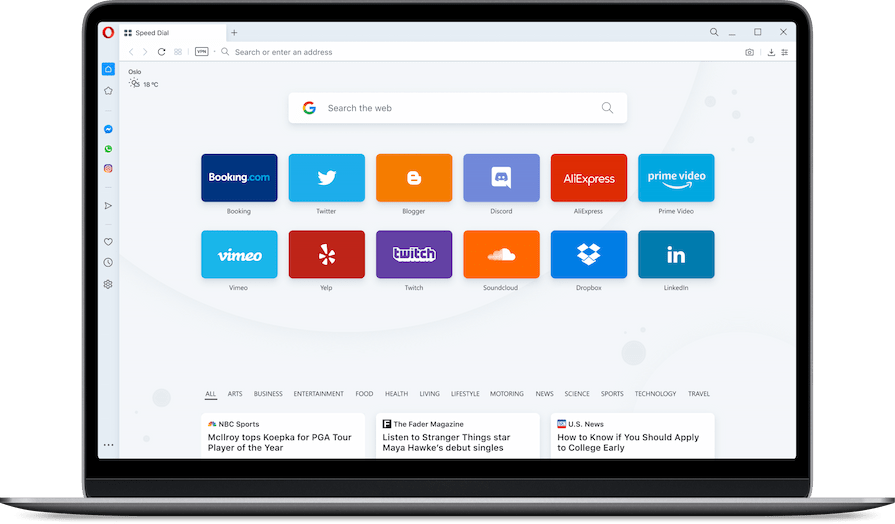 Speed Dial
VPN
Search or enter an address
Oslo
18 °C
Search the web
Booking.com
prime video
AliExpress
Booking
Twitter
Blogger
Discord
AliExpress
Prime Video
vimeo
twitch
in
Vimeo
Yelp
Twitch
Soundcloud
Dropbox
LinkedIn
ALL ARTS BUSINESS ENTERTAINMENT FOOD HEALTH LIVING LIFESTYLE MOTORING NEWS SCIENCE SPORTS TECHNOLOGY TRAVEL
NBC Sports
McIlroy tops Koepka for PGA Tour
Player of the Year
The Fader Magazine
Listen to Stranger Things star
Maya Hawke's debut singles
U.S. News
How to Know if You Should Apply
to College Early